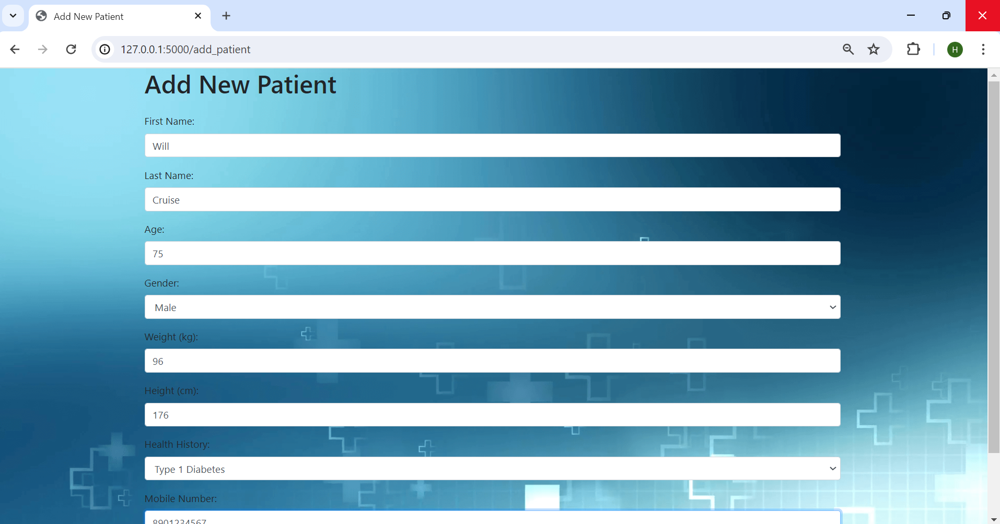 Add New Patient
127.0.0.1:5000/add_patient
H
Add New Patient
First Name:
Will
Last Name:
Cruise
Age:
75
Gender:
Male
Weight (kg):
96
Height (cm):
176
Health History:
Type 1 Diabetes
Mobile Number:
8901234567